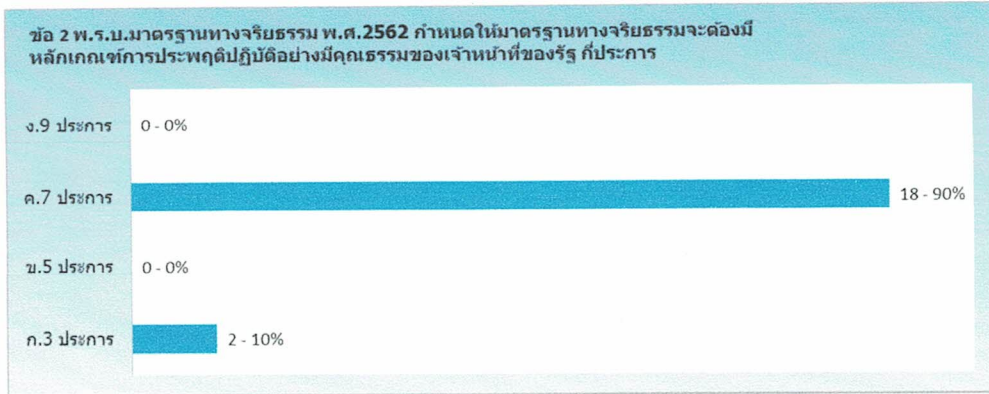 ข้อ 2 พ.ร.บ.มาตรฐานทางจริยธรรม พ.ศ.2562 กำหนดให้มาตรฐานทางจริยธรรมจะต้องมี
หลักเกณฑ์การประพฤติปฏิบัติอย่างมีคุณธรรมของเจ้าหน้าที่ของรัฐ กี่ประการ
ง.9 ประการ 0 - 0%
ค.7 ประการ 18 - 90%
ข.5 ประการ 0 - 0%
ก.3 ประการ 2 - 10%